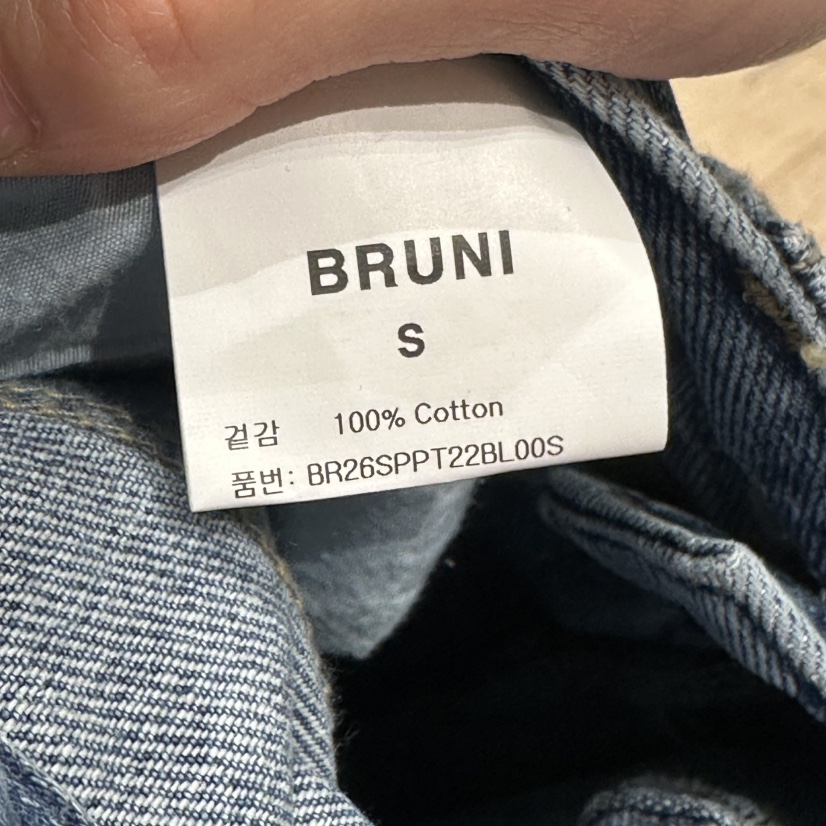 BRUNI
S
겉감 100% Cotton
품번: BR26SPPT22BL00S